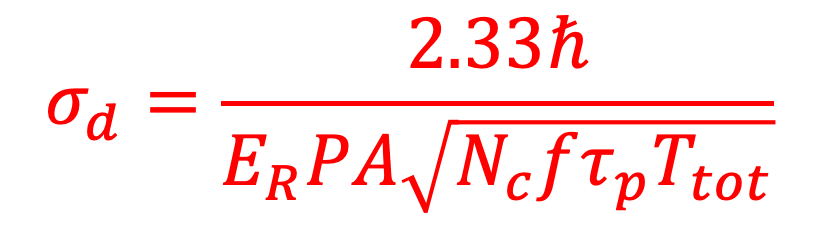 σ_d = 2.33ħ / (E_R P A √(N_c f τ_p T_tot))